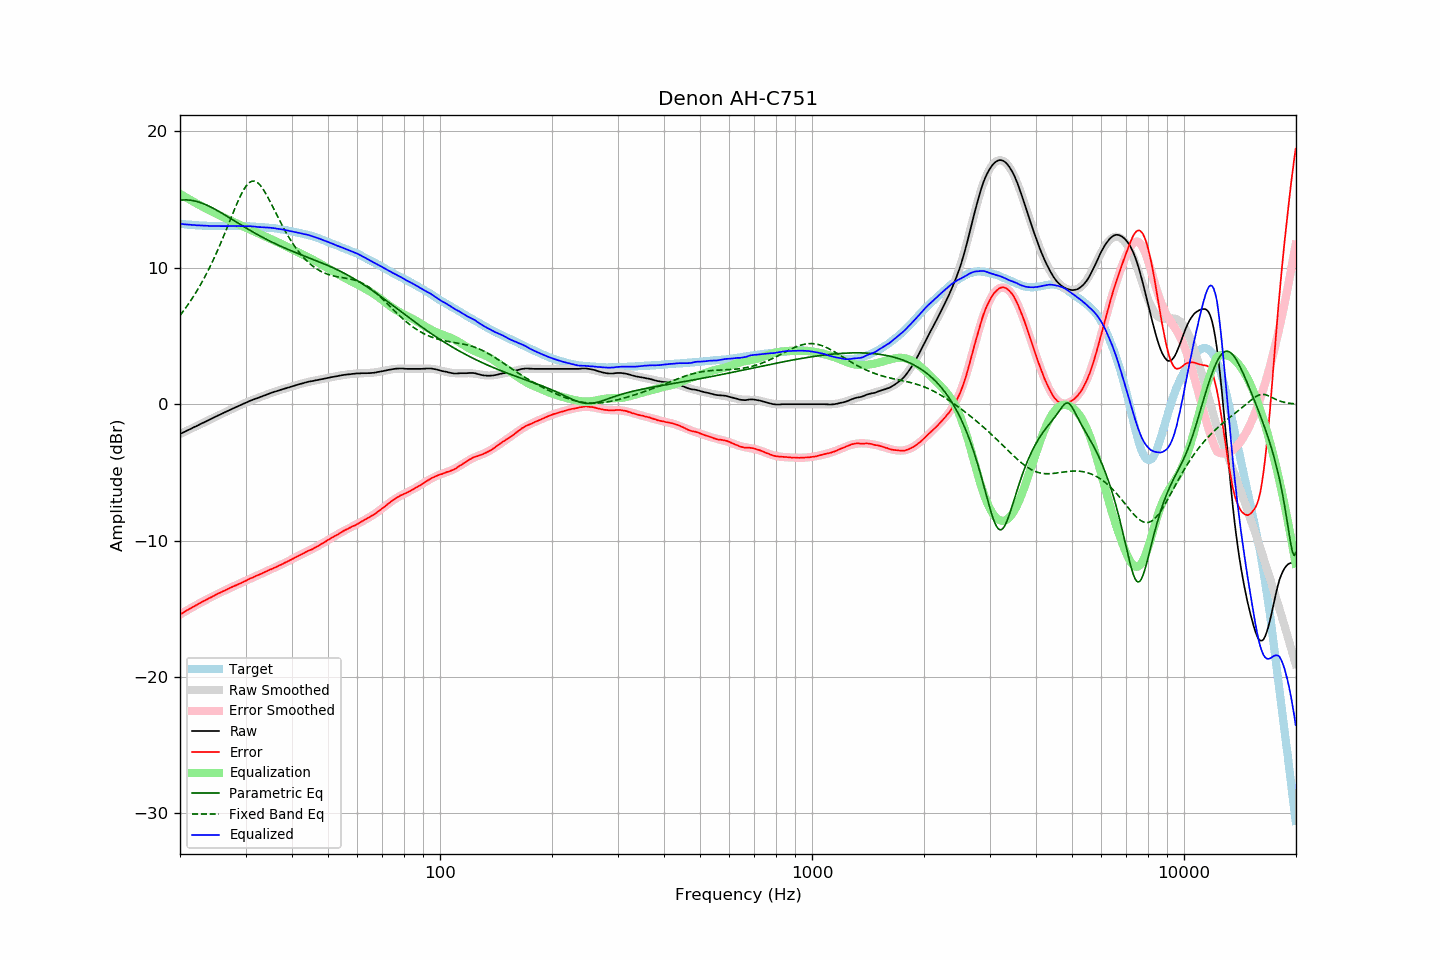 Denon AH-C751
20
10
0
−10
−20
−30
Amplitude (dBr)
Target
Raw Smoothed
Error Smoothed
Raw
Error
Equalization
Parametric Eq
Fixed Band Eq
Equalized
100
1000
10000
Frequency (Hz)